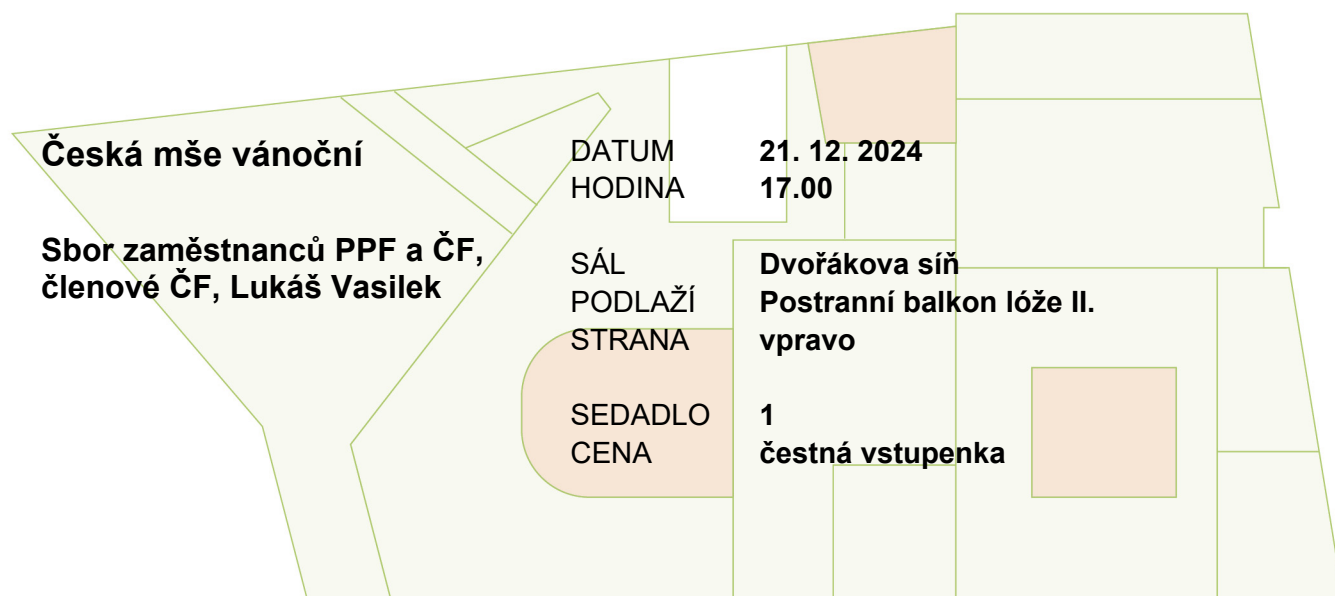 Česká mše vánoční
Sbor zaměstnanců PPF a ČF,
členové ČF, Lukáš Vasilek
DATUM 21. 12. 2024
HODINA 17.00
SÁL Dvořákova síň
PODLAŽÍ Postranní balkon lóže II.
STRANA vpravo
SEDADLO 1
CENA čestná vstupenka